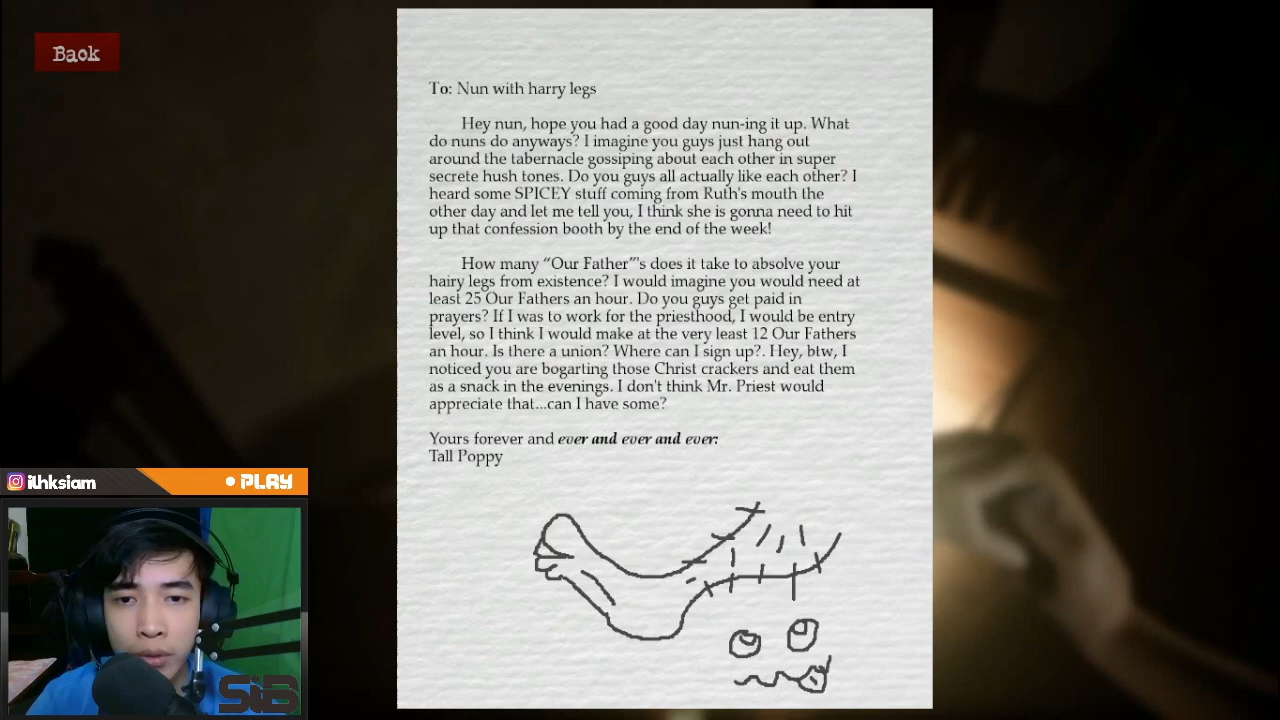 Back
To: Nun with harry legs
Hey nun, hope you had a good day nun-ing it up. What
do nuns do anyways? I imagine you guys just hang out
around the tabernacle gossiping about each other in super
secrete hush tones. Do you guys all actually like each other? I
heard some SPICEY stuff coming from Ruth's mouth the
other day and let me tell you, I think she is gonna need to hit
up that confession booth by the end of the week!
How many “Our Father”'s does it take to absolve your
hairy legs from existence? I would imagine you would need at
least 25 Our Fathers an hour. Do you guys get paid in
prayers? If I was to work for the priesthood, I would be entry
level, so I think I would make at the very least 12 Our Fathers
an hour. Is there a union? Where can I sign up?. Hey, btw, I
noticed you are bogarting those Christ crackers and eat them
as a snack in the evenings. I don't think Mr. Priest would
appreciate that...can I have some?
Yours forever and ever and ever and ever:
Tall Poppy
PLAY
SiB